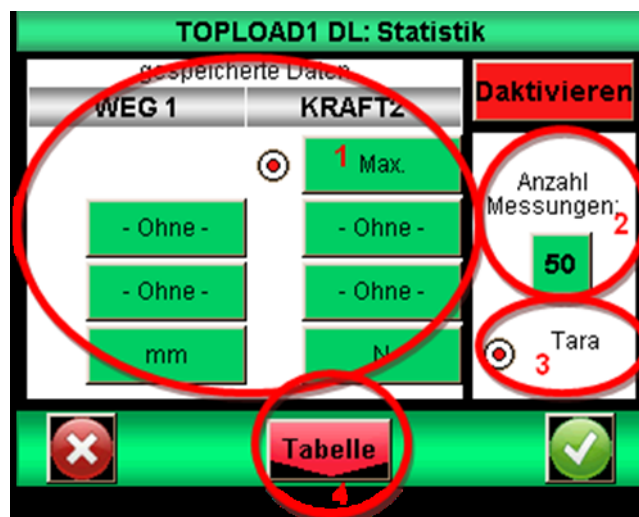 TOPLOAD1 DL: Statistik
gespeicherte Daten
WEG 1 KRAFT2
Daktivieren
1 Max.
- Ohne - - Ohne -
- Ohne - - Ohne -
mm N
Anzahl
Messungen:
2
50
Tara
3
Tabelle
4